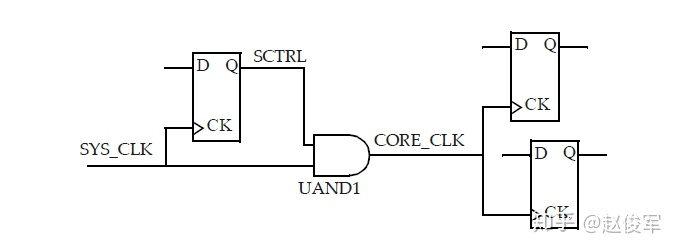 D Q
SCTRL
D Q
CK
CK
SYS_CLK
CORE_CLK
UAND1
D Q
CK
知乎 @赵俊军